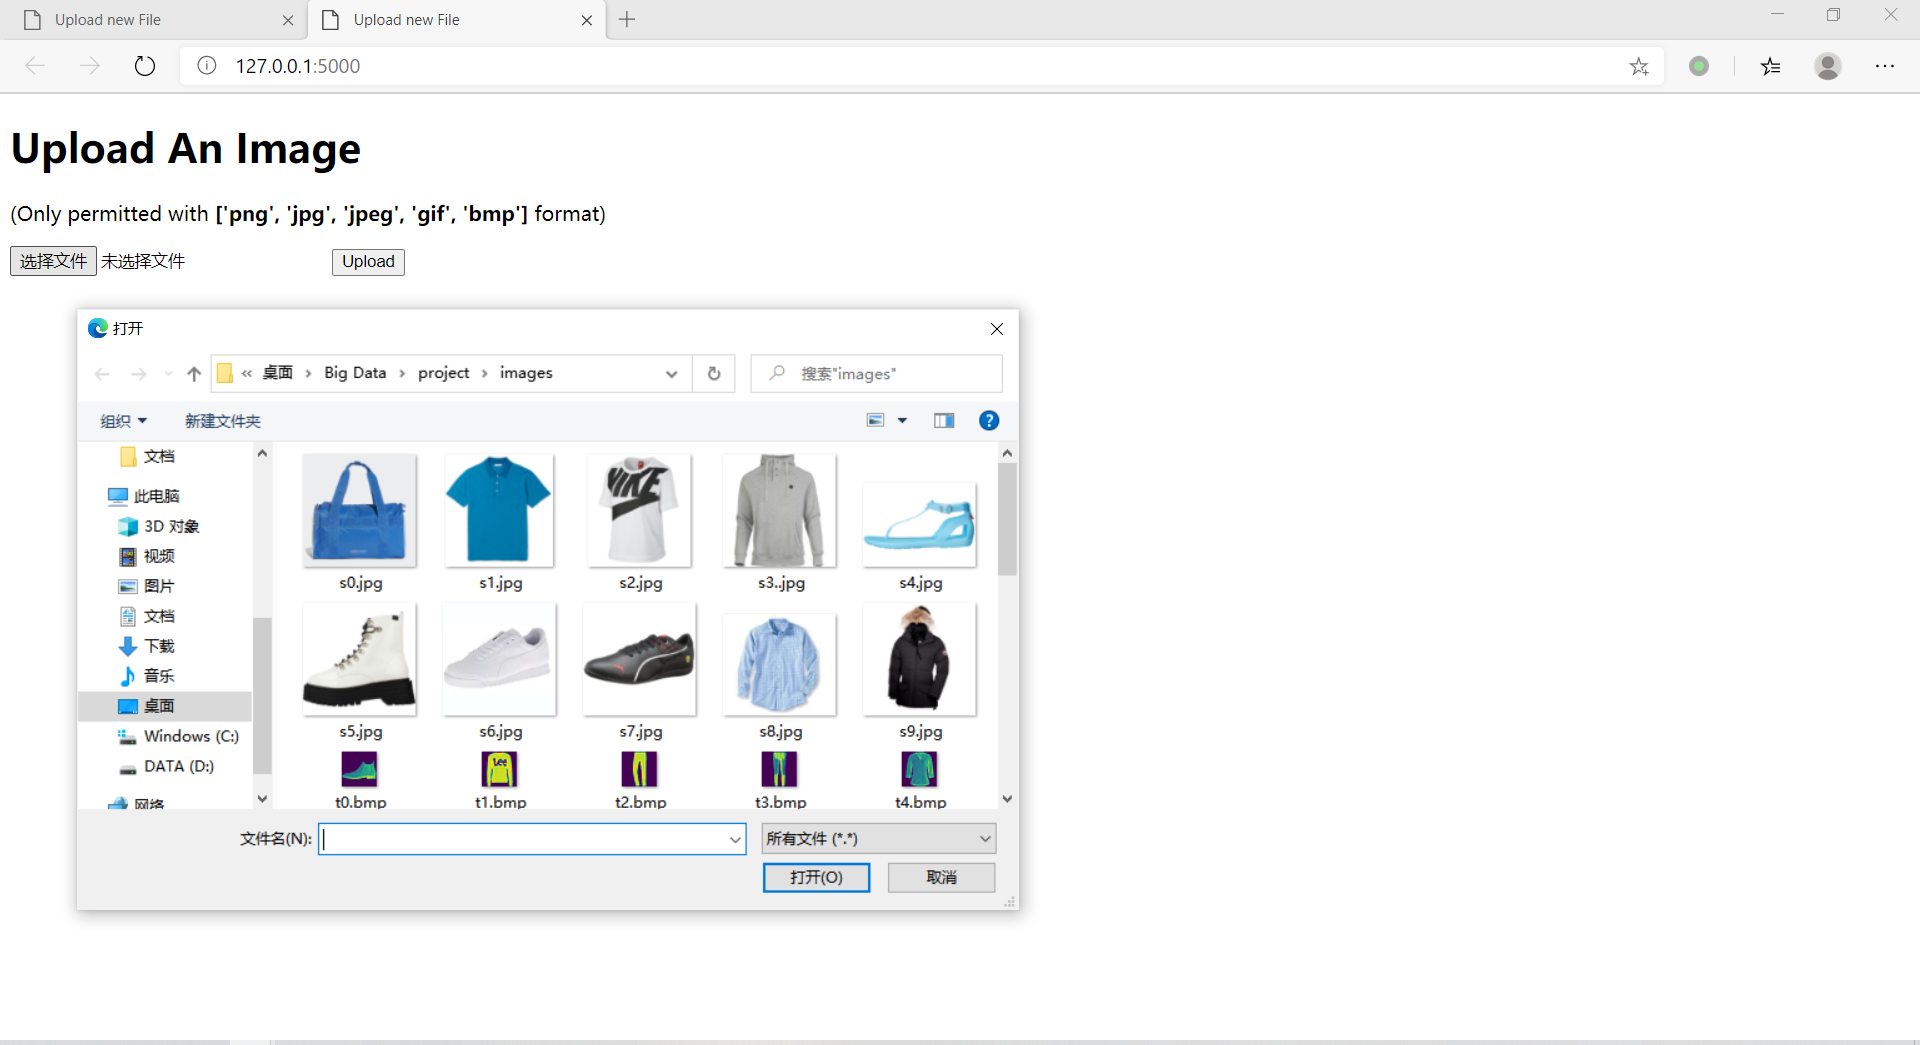 Upload new File
Upload new File
127.0.0.1:5000
Upload An Image
(Only permitted with ['png', 'jpg', 'jpeg', 'gif', 'bmp'] format)
选择文件 未选择文件 Upload
打开
« 桌面 › Big Data › project › images
搜索"images"
组织 新建文件夹
文档
此电脑
3D 对象
视频
图片
文档
下载
音乐
桌面
Windows (C:)
DATA (D:)
网络
NIKE
s0.jpg s1.jpg s2.jpg s3..jpg s4.jpg
s5.jpg s6.jpg s7.jpg s8.jpg s9.jpg
Lee
t0.bmp t1.bmp t2.bmp t3.bmp t4.bmp
文件名(N):
所有文件 (*.*)
打开(O) 取消